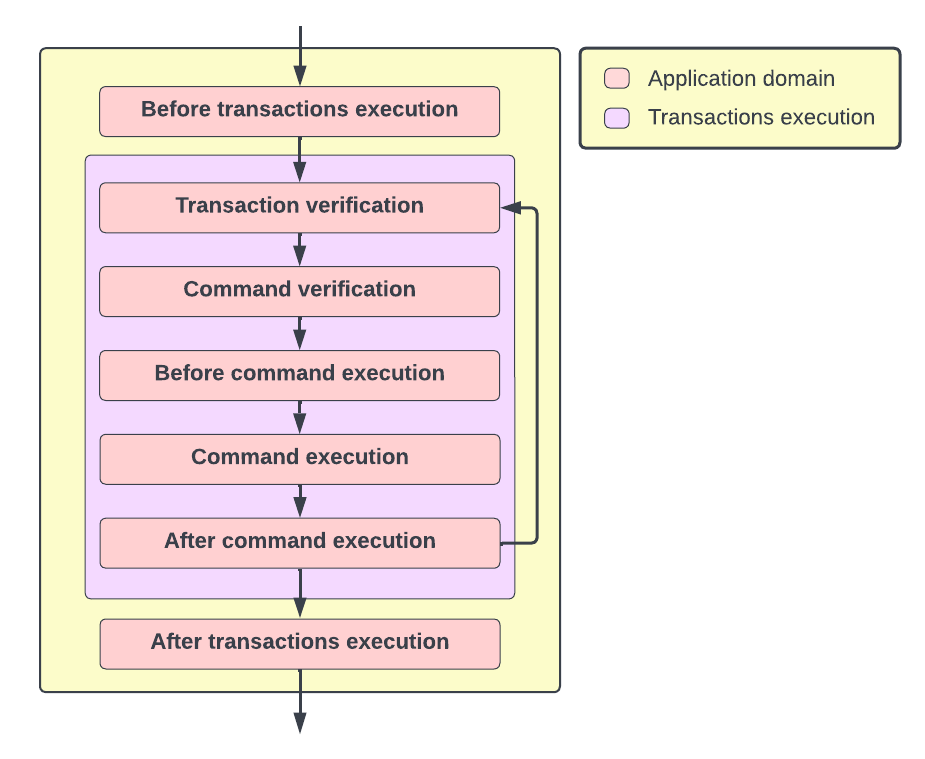 Before transactions execution
Transaction verification
Command verification
Before command execution
Command execution
After command execution
After transactions execution
Application domain
Transactions execution